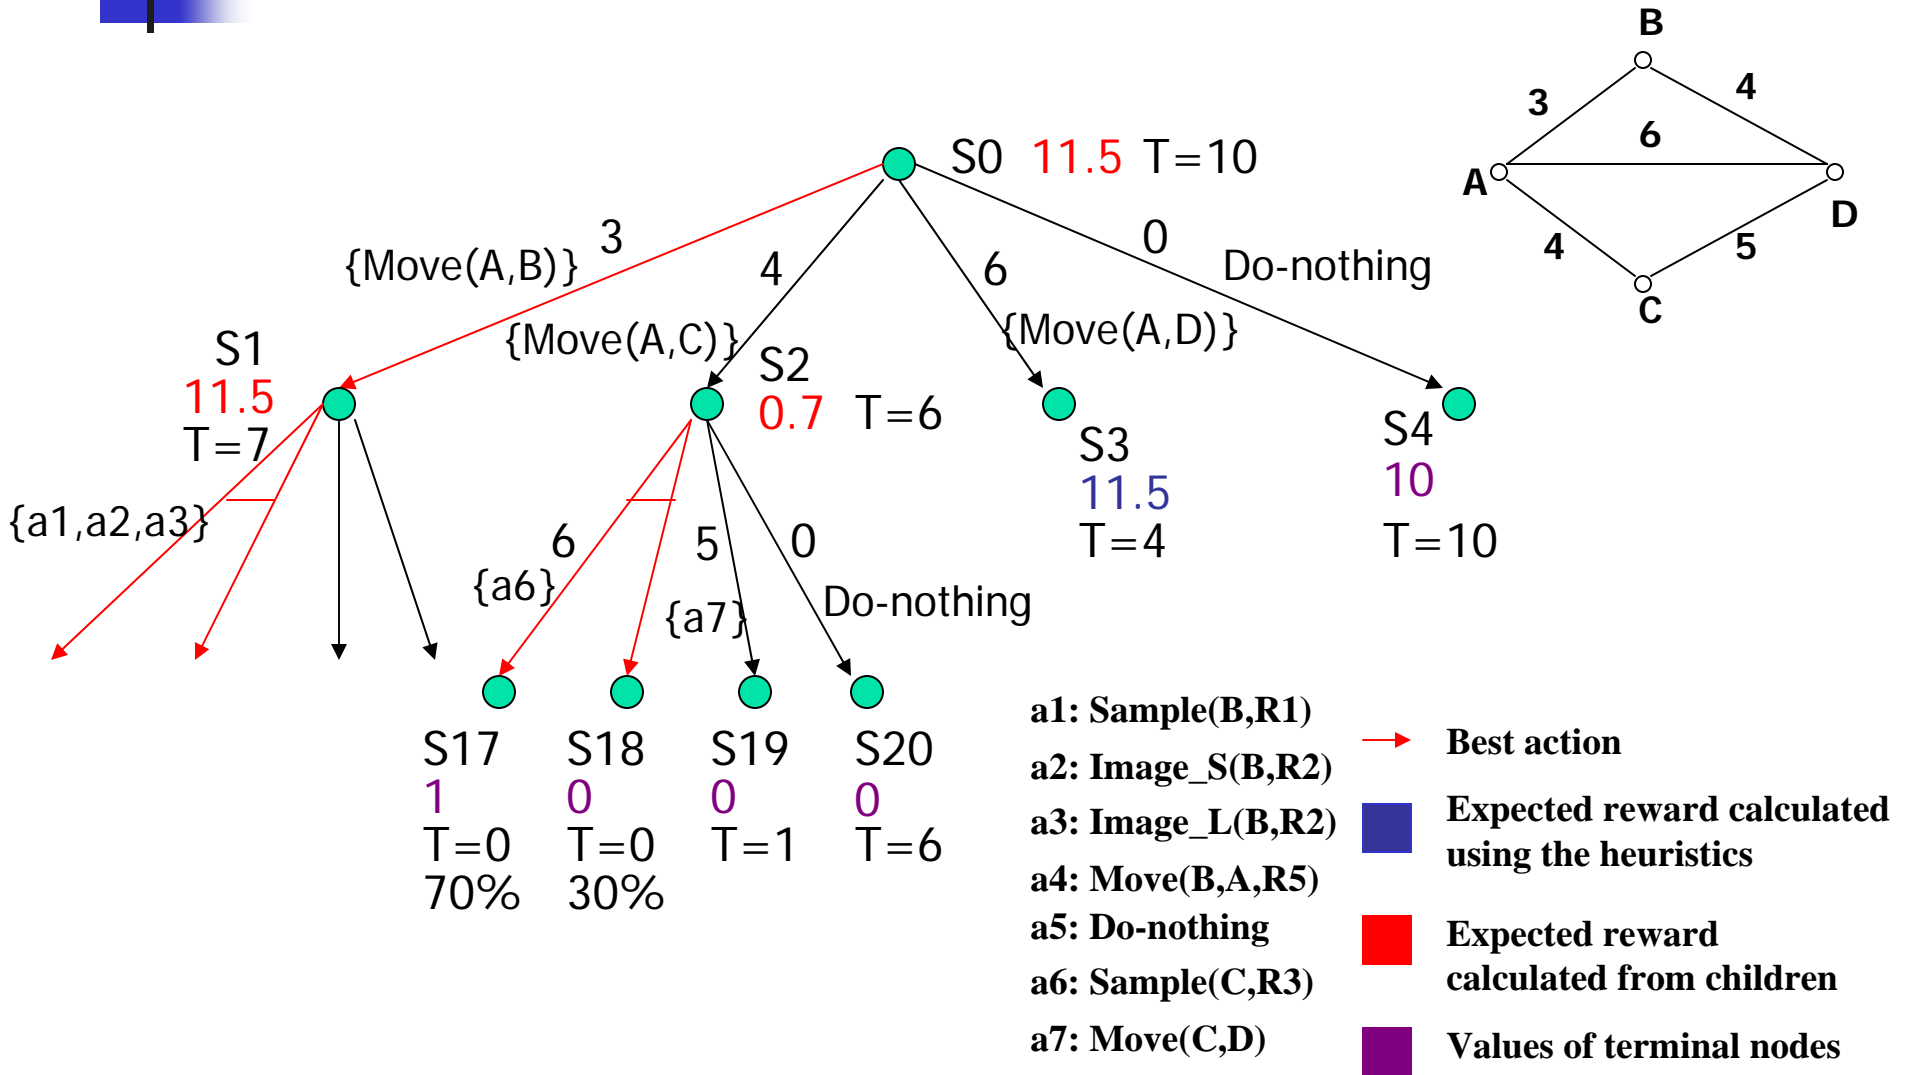 B
3
4
6
A
D
4
5
C
S0 11.5 T=10
3
{Move(A,B)}
4
6
0
Do-nothing
{Move(A,C)}
{Move(A,D)}
S1
11.5
T=7
S2
0.7 T=6
S3
11.5
T=4
S4
10
T=10
{a1,a2,a3}
6
{a6}
5
{a7}
0
Do-nothing
S17
1
T=0
70%
S18
0
T=0
30%
S19
0
T=1
S20
0
T=6
a1: Sample(B,R1)
a2: Image_S(B,R2)
a3: Image_L(B,R2)
a4: Move(B,A,R5)
a5: Do-nothing
a6: Sample(C,R3)
a7: Move(C,D)
Best action
Expected reward calculated
using the heuristics
Expected reward
calculated from children
Values of terminal nodes